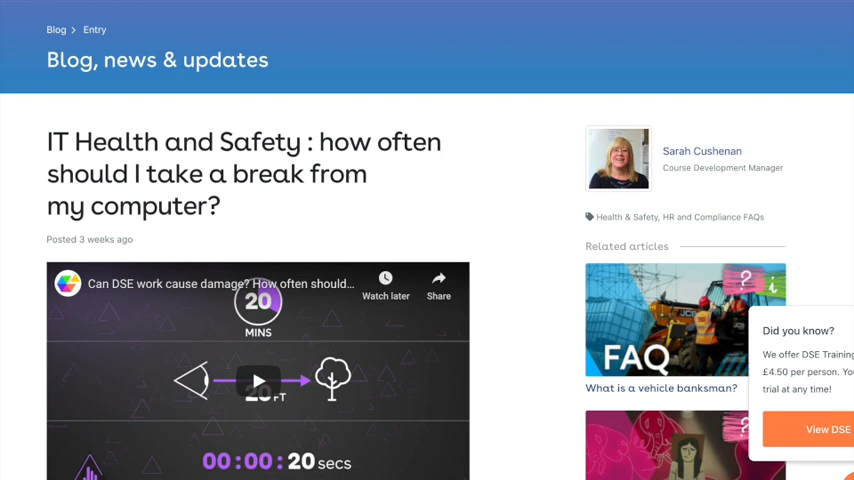 Blog > Entry
Blog, news & updates
IT Health and Safety : how often
should I take a break from
my computer?
Posted 3 weeks ago
Can DSE work cause damage? How often should...
Watch later
Share
20
MINS
20 FT
00:00:20 secs
Sarah Cushenan
Course Development Manager
Health & Safety, HR and Compliance FAQs
Related articles
? i
JCB
FAQ
What is a vehicle banksman?
?
Did you know?
We offer DSE Training
£4.50 per person. You
trial at any time!
View DSE